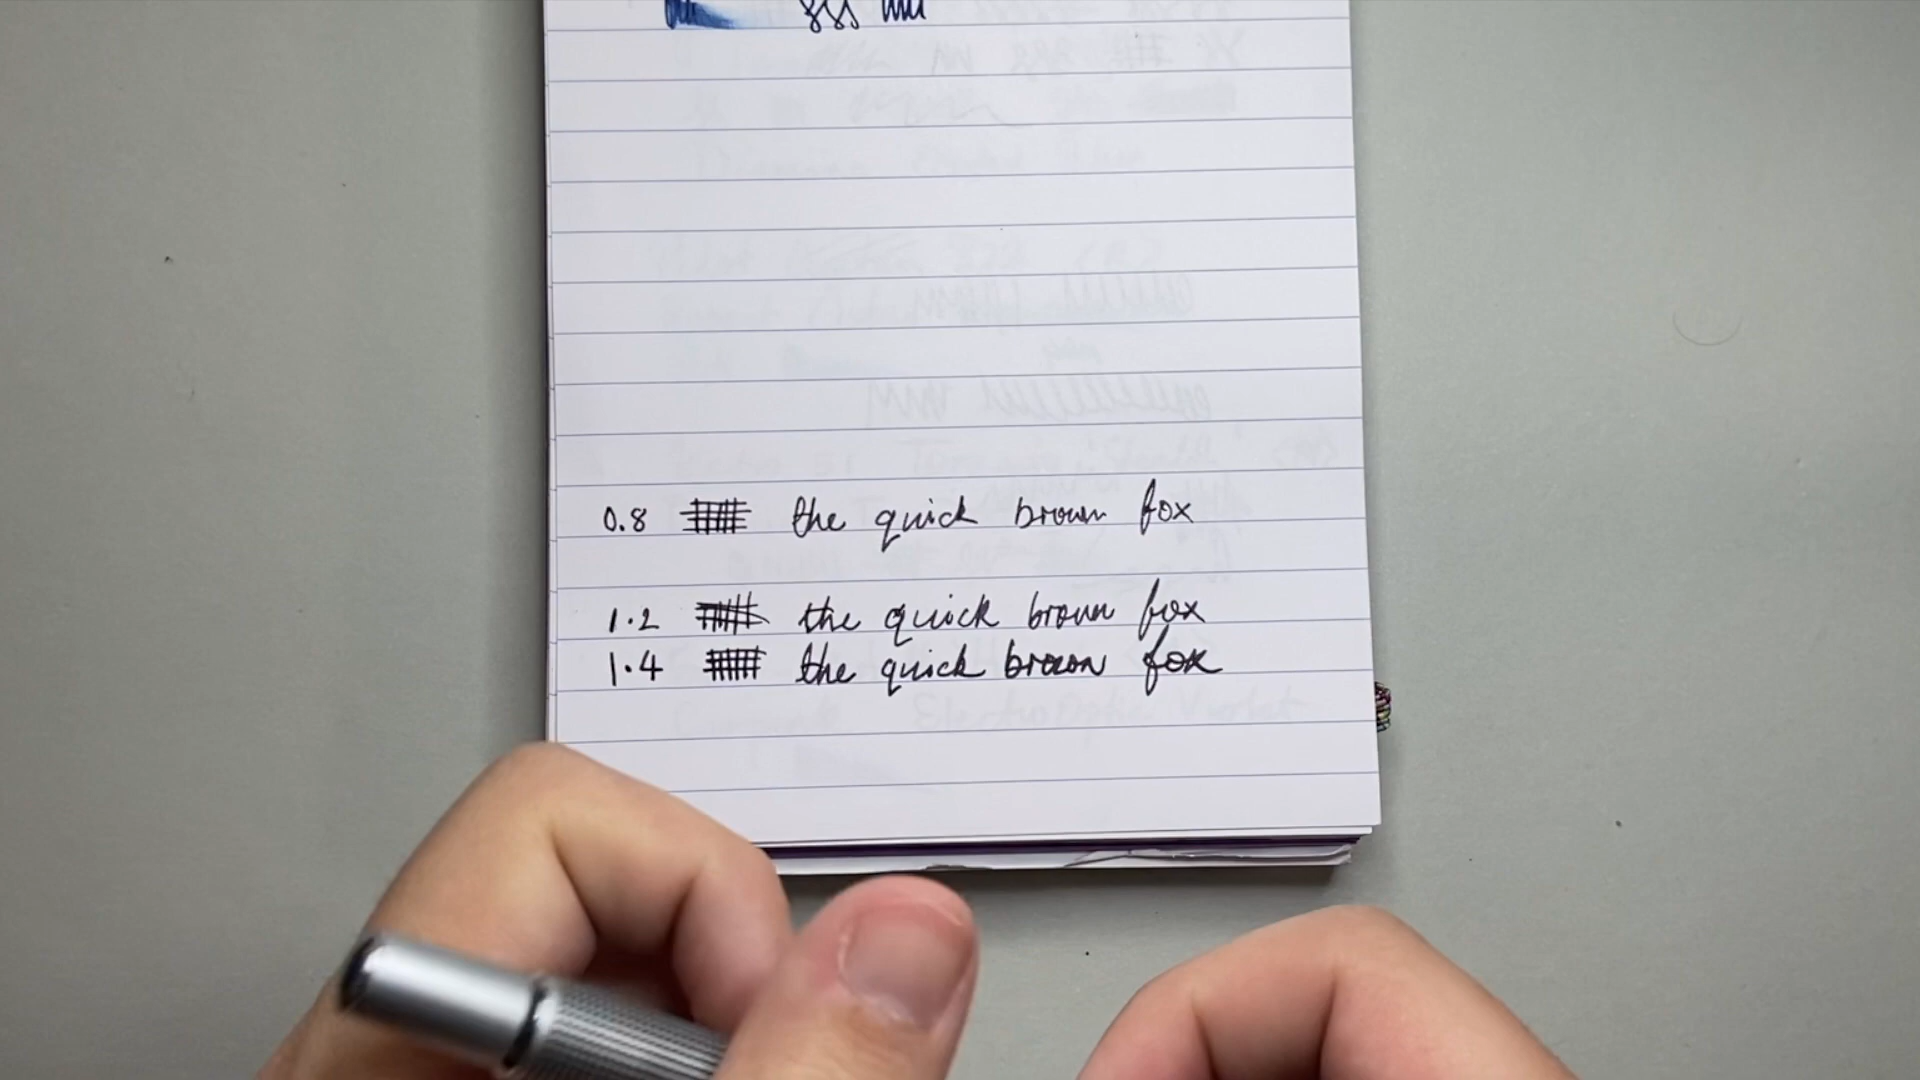 0.8 the quick brown fox
1.2 the quick brown fox
1.4 the quick brown fox